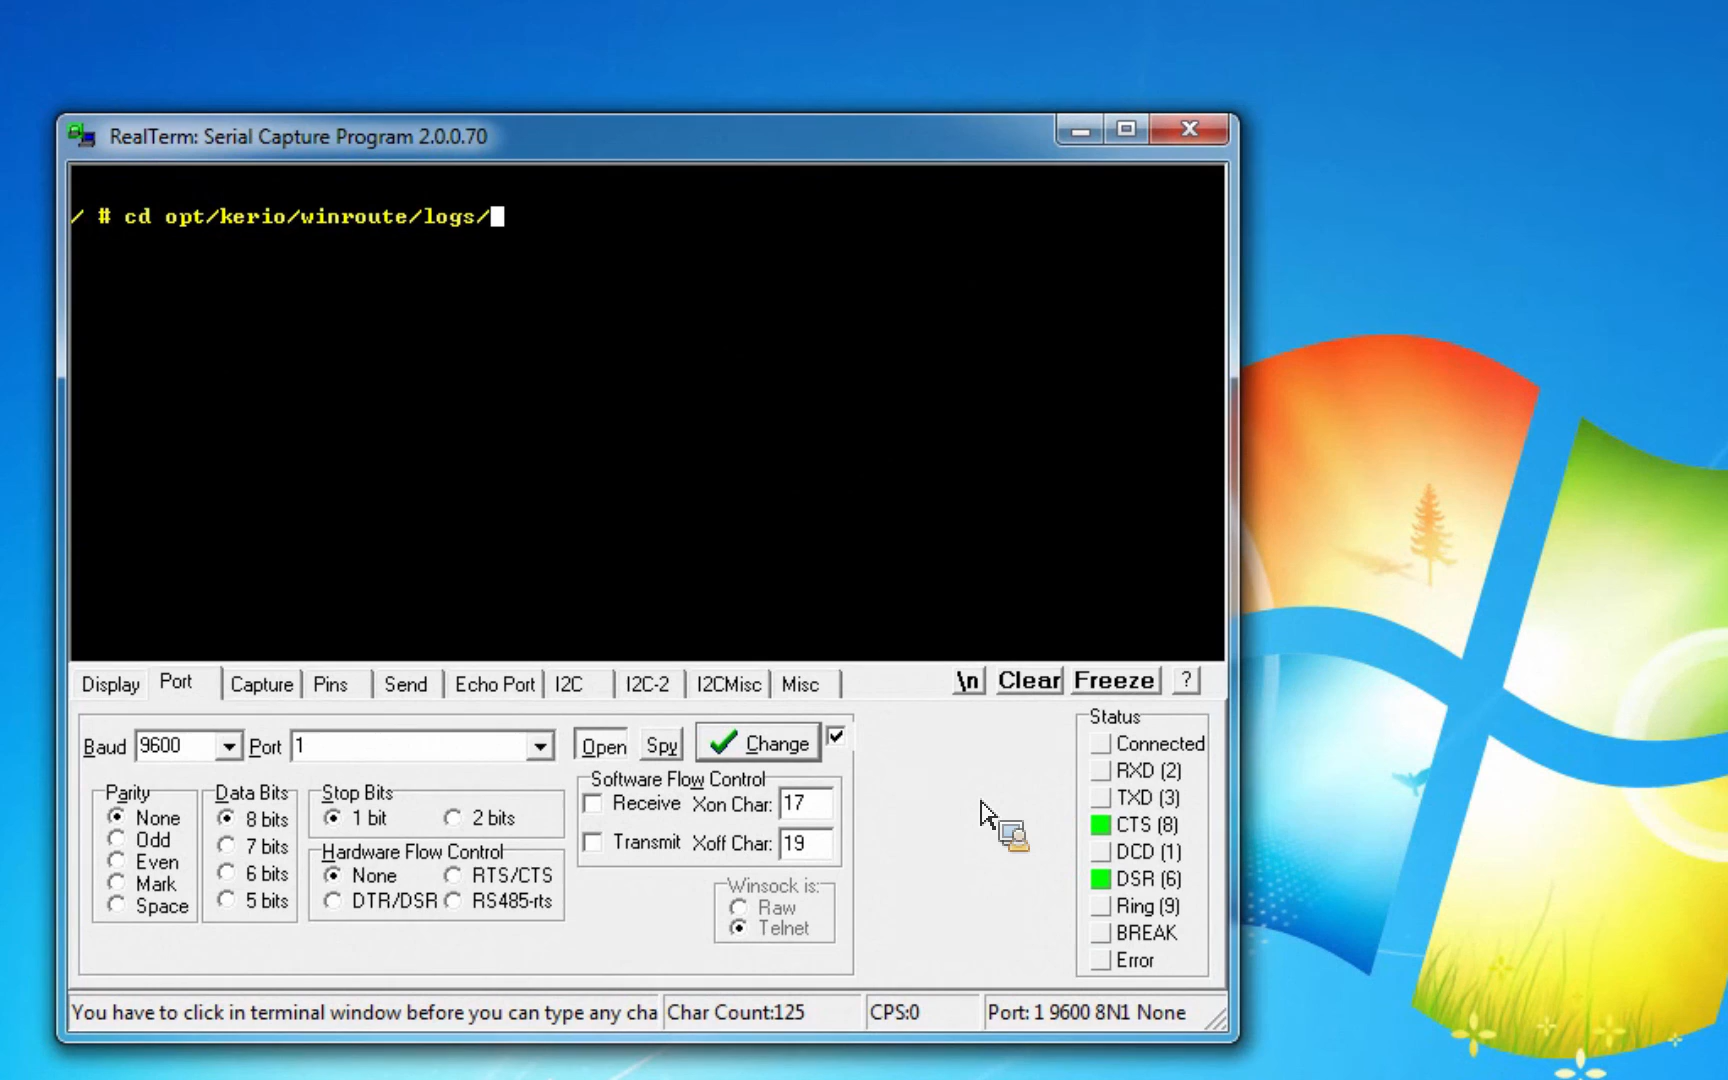 RealTerm: Serial Capture Program 2.0.0.70
/ # cd opt/kerio/winroute/logs/
Display Port Capture Pins Send Echo Port I2C I2C-2 I2CMisc Misc \n Clear Freeze ?
Baud 9600 Port 1 Open Spy Change
Parity
None
Odd
Even
Mark
Space
Data Bits
8 bits
7 bits
6 bits
5 bits
Stop Bits
1 bit 2 bits
Hardware Flow Control
None RTS/CTS
DTR/DSR RS485-rts
Software Flow Control
Receive Xon Char: 17
Transmit Xoff Char: 19
Winsock is:
Raw
Telnet
Status
Connected
RXD (2)
TXD (3)
CTS (8)
DCD (1)
DSR (6)
Ring (9)
BREAK
Error
You have to click in terminal window before you can type any cha Char Count:125 CPS:0 Port: 1 9600 8N1 None